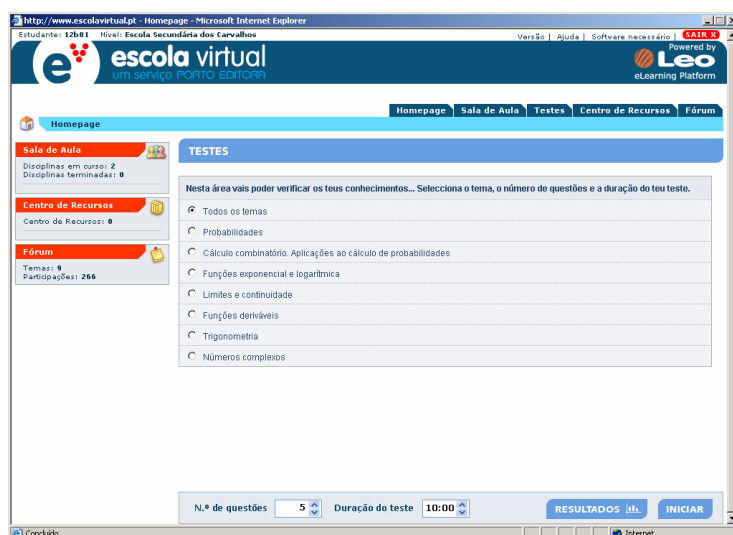 http://www.escolavirtual.pt - Homepage - Microsoft Internet Explorer
Estudante: 12b01 Nível: Escola Secundária dos Carvalhos
Versão | Ajuda | Software necessário | SAIR X
e
escola virtual
um serviço PORTO EDITORA
Powered by
Leo
eLearning Platform
Homepage Sala de Aula Testes Centro de Recursos Fórum
Homepage
Sala de Aula
Disciplinas em curso: 2
Disciplinas terminadas: 0
Centro de Recursos
Centro de Recursos: 0
Fórum
Temas: 9
Participações: 266
TESTES
Nesta área vais poder verificar os teus conhecimentos... Selecciona o tema, o número de questões e a duração do teu teste.
Todos os temas
Probabilidades
Cálculo combinatório. Aplicações ao cálculo de probabilidades
Funções exponencial e logarítmica
Limites e continuidade
Funções deriváveis
Trigonometria
Números complexos
N.º de questões 5 Duração do teste 10:00 RESULTADOS INICIAR
Concluído Internet